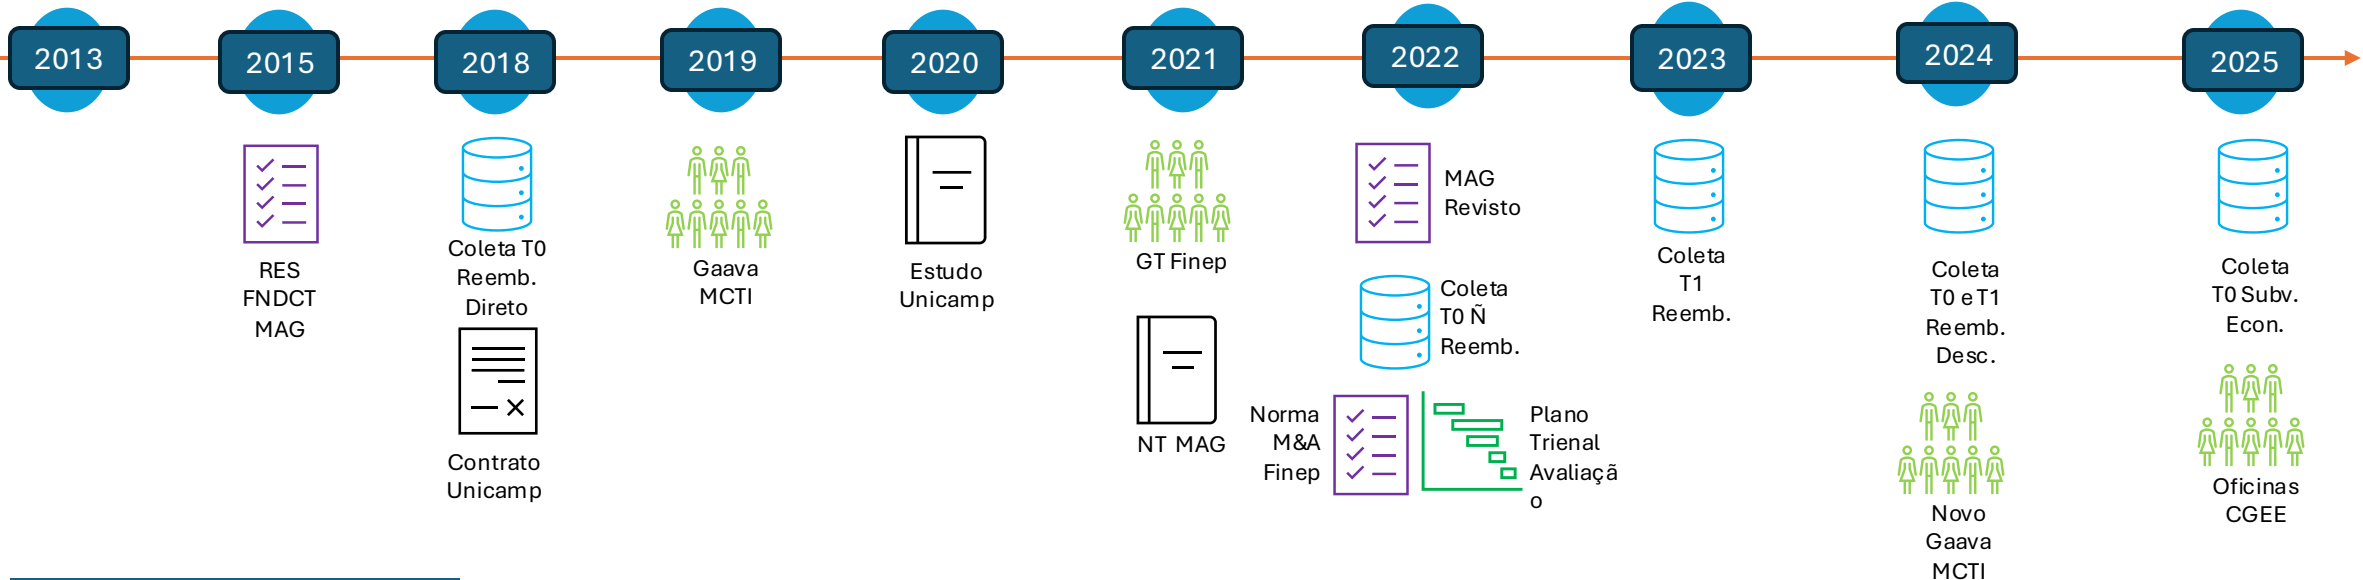 2013
2015
2018
2019
2020
2021
2022
2023
2024
2025
RES
FNDCT
MAG
Coleta T0
Reemb.
Direto
Contrato
Unicamp
Gaava
MCTI
Estudo
Unicamp
GT Finep
NT MAG
MAG
Revisto
Coleta
T0 Ñ
Reemb.
Norma
M&A
Finep
Plano
Trienal
Avaliaçã
o
Coleta
T1
Reemb.
Coleta
T0 e T1
Reemb.
Desc.
Novo
Gaava
MCTI
Coleta
T0 Subv.
Econ.
Oficinas
CGEE